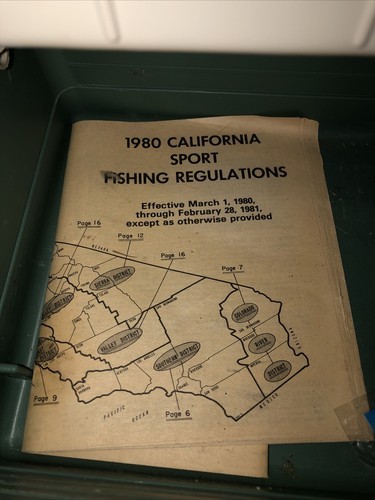 1980 CALIFORNIA
SPORT
FISHING REGULATIONS
Effective March 1, 1980,
through February 28, 1981,
except as otherwise provided
Page 16
Page 12
Page 16
Page 7
NEVADA
SIERRA DISTRICT
DISTRICT
VALLEY DISTRICT
SOUTHERN DISTRICT
COLORADO
RIVER
DISTRICT
Page 9
PACIFIC OCEAN
Page 6
MEXICO